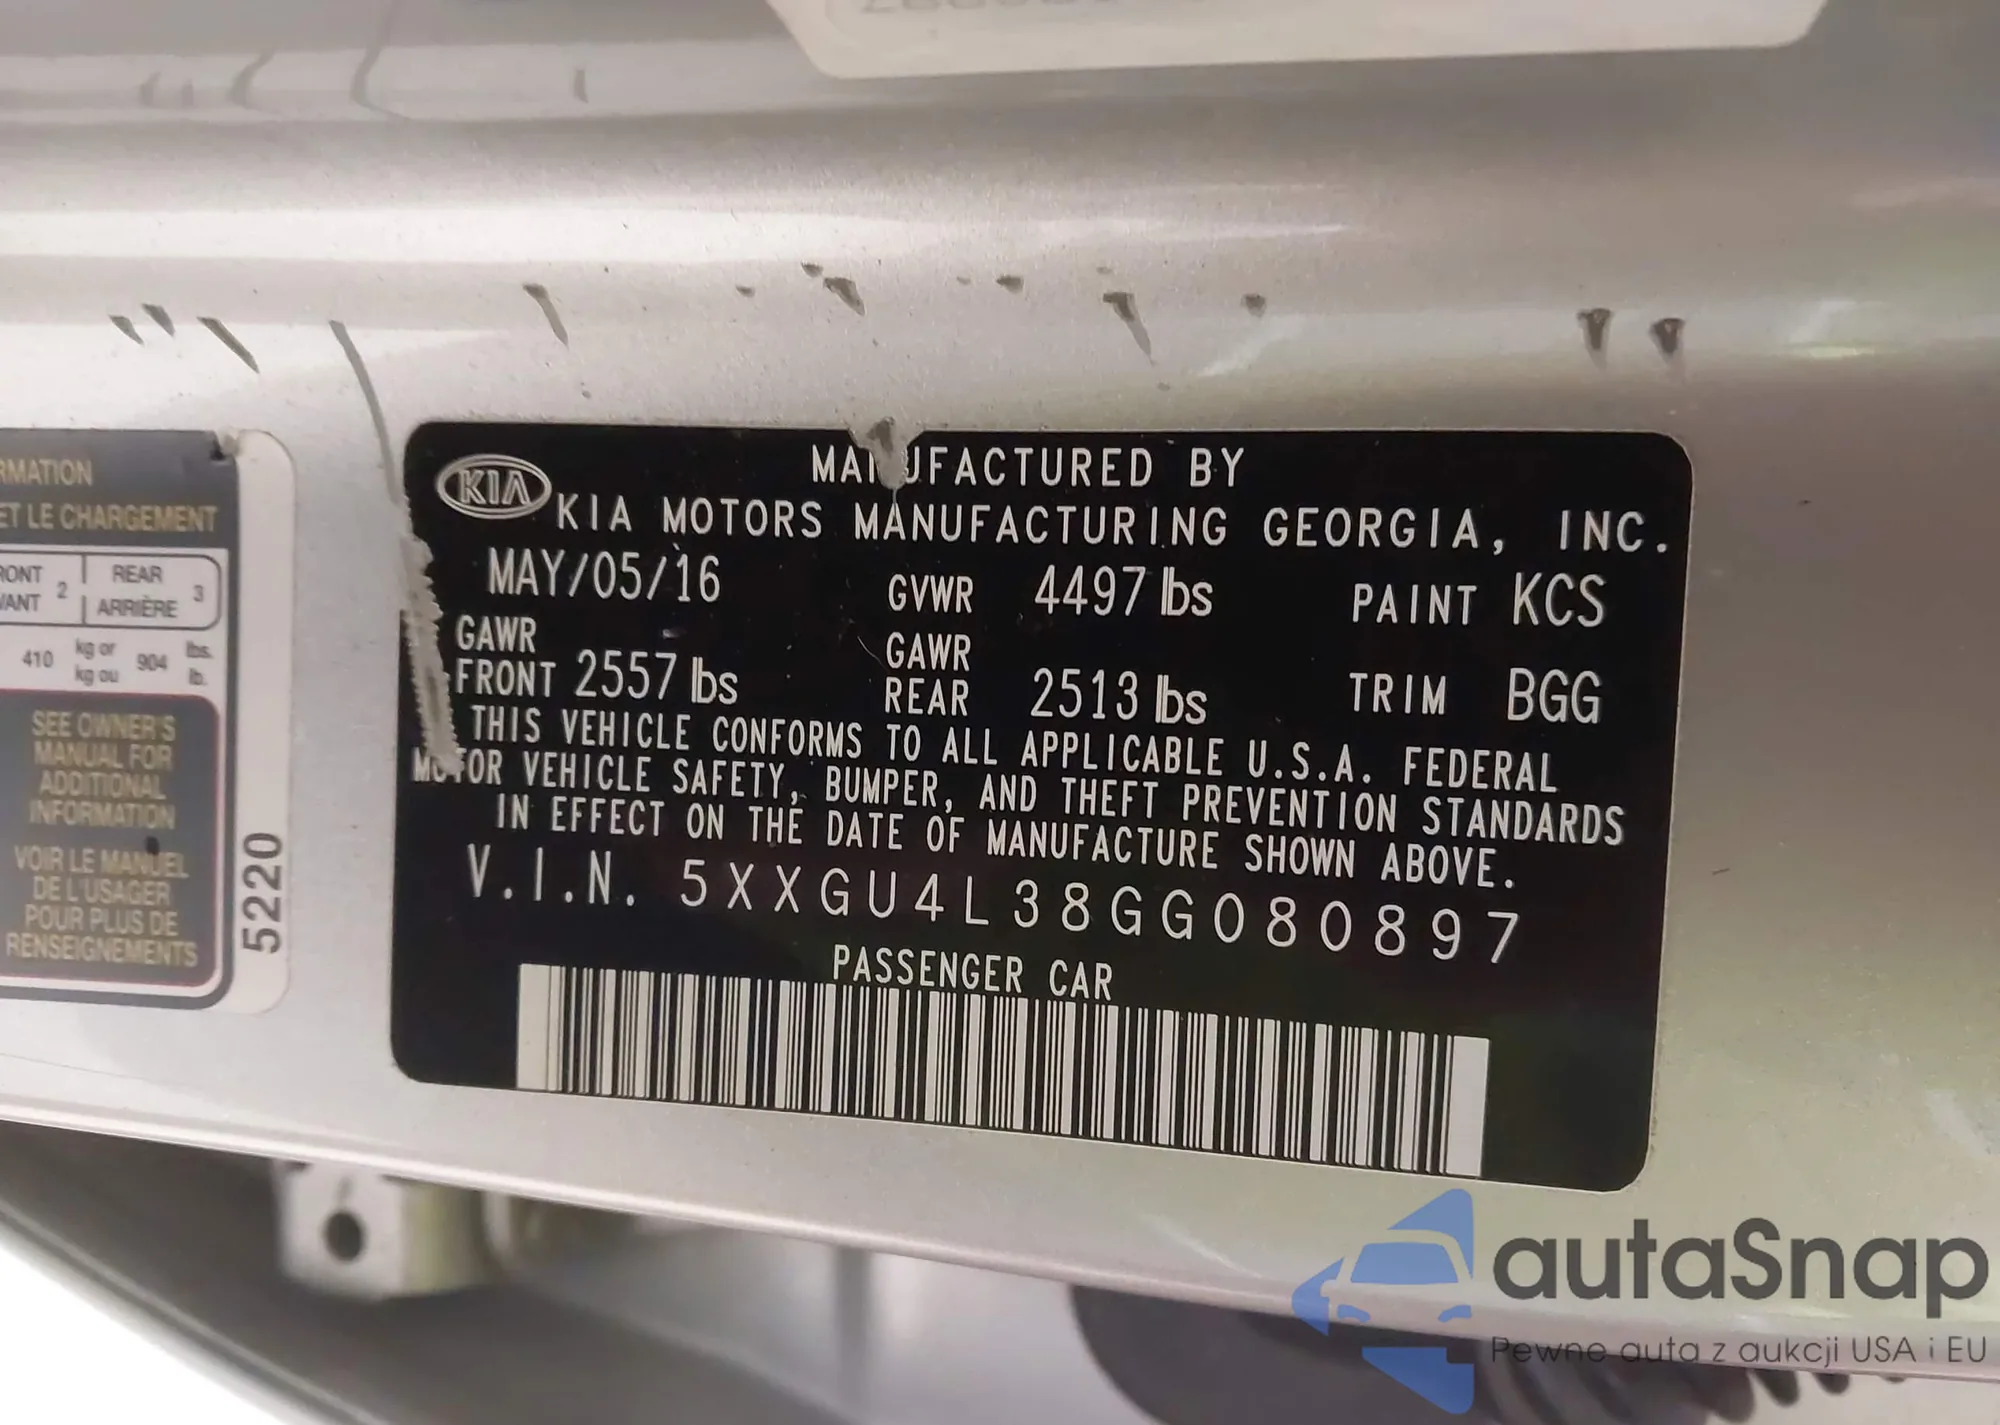 RMATION
ET LE CHARGEMENT
RONT 2 REAR 3
VANT ARRIÈRE
410 kg or 904 lbs.
kg ou lb.
SEE OWNER'S
MANUAL FOR
ADDITIONAL
INFORMATION
VOIR LE MANUEL
DE L'USAGER
POUR PLUS DE
RENSEIGNEMENTS
5220
KIA
MANUFACTURED BY
KIA MOTORS MANUFACTURING GEORGIA, INC.
MAY/05/16 GVWR 4497 lbs PAINT KCS
GAWR FRONT 2557 lbs GAWR REAR 2513 lbs TRIM BGG
THIS VEHICLE CONFORMS TO ALL APPLICABLE U.S.A. FEDERAL
MOTOR VEHICLE SAFETY, BUMPER, AND THEFT PREVENTION STANDARDS
IN EFFECT ON THE DATE OF MANUFACTURE SHOWN ABOVE.
V.I.N. 5XXGU4L38GG080897
PASSENGER CAR
autaSnap
Pewne auta z aukcji USA i EU